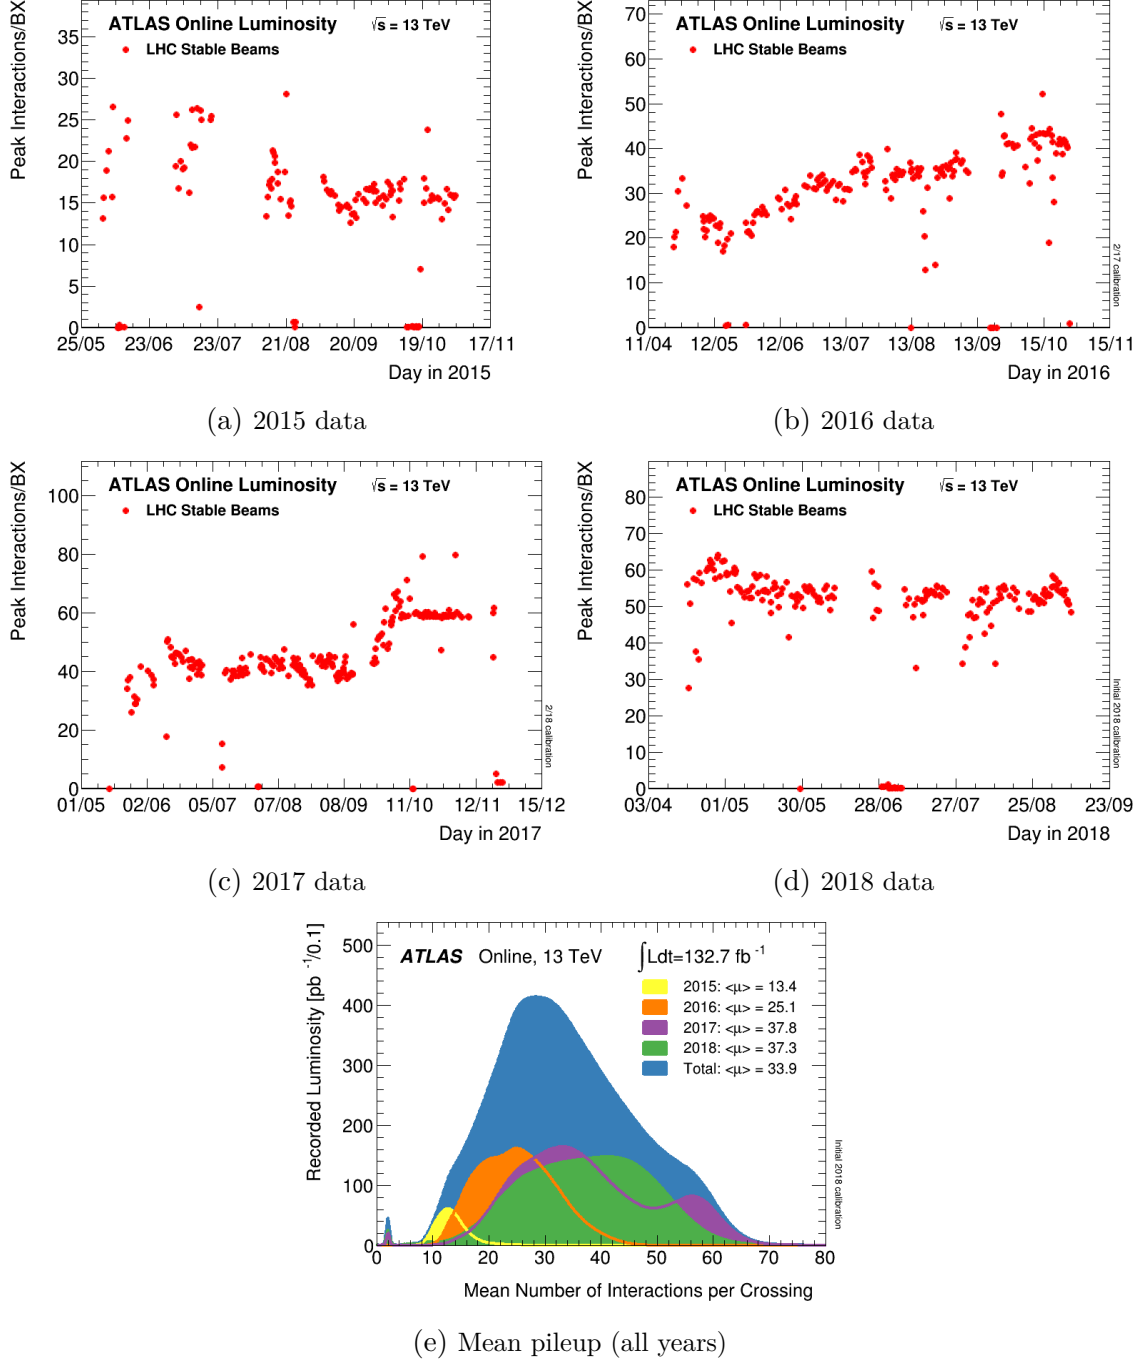 ATLAS Online Luminosity √s = 13 TeV
LHC Stable Beams
Peak Interactions/BX
35
30
25
20
15
10
5
0
25/05 23/06 23/07 21/08 20/09 19/10 17/11
Day in 2015
(a) 2015 data
ATLAS Online Luminosity √s = 13 TeV
LHC Stable Beams
Peak Interactions/BX
70
60
50
40
30
20
10
0
11/04 12/05 12/06 13/07 13/08 13/09 15/10 15/11
Day in 2016
2/17 calibration
(b) 2016 data
ATLAS Online Luminosity √s = 13 TeV
LHC Stable Beams
Peak Interactions/BX
100
80
60
40
20
0
01/05 02/06 05/07 07/08 08/09 11/10 12/11 15/12
Day in 2017
2/18 calibration
(c) 2017 data
ATLAS Online Luminosity √s = 13 TeV
LHC Stable Beams
Peak Interactions/BX
80
70
60
50
40
30
20
10
0
03/04 01/05 30/05 28/06 27/07 25/08 23/09
Day in 2018
Initial 2018 calibration
(d) 2018 data
ATLAS Online, 13 TeV ∫Ldt=132.7 fb⁻¹
2015: <μ> = 13.4
2016: <μ> = 25.1
2017: <μ> = 37.8
2018: <μ> = 37.3
Total: <μ> = 33.9
Recorded Luminosity [pb⁻¹/0.1]
500
400
300
200
100
0
0 10 20 30 40 50 60 70 80
Mean Number of Interactions per Crossing
Initial 2018 calibration
(e) Mean pileup (all years)